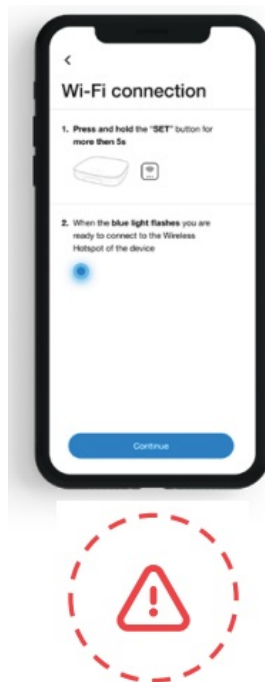 Wi-Fi connection
1. Press and hold the "SET" button for
more then 5s
2. When the blue light flashes you are
ready to connect to the Wireless
Hotspot of the device
Continue